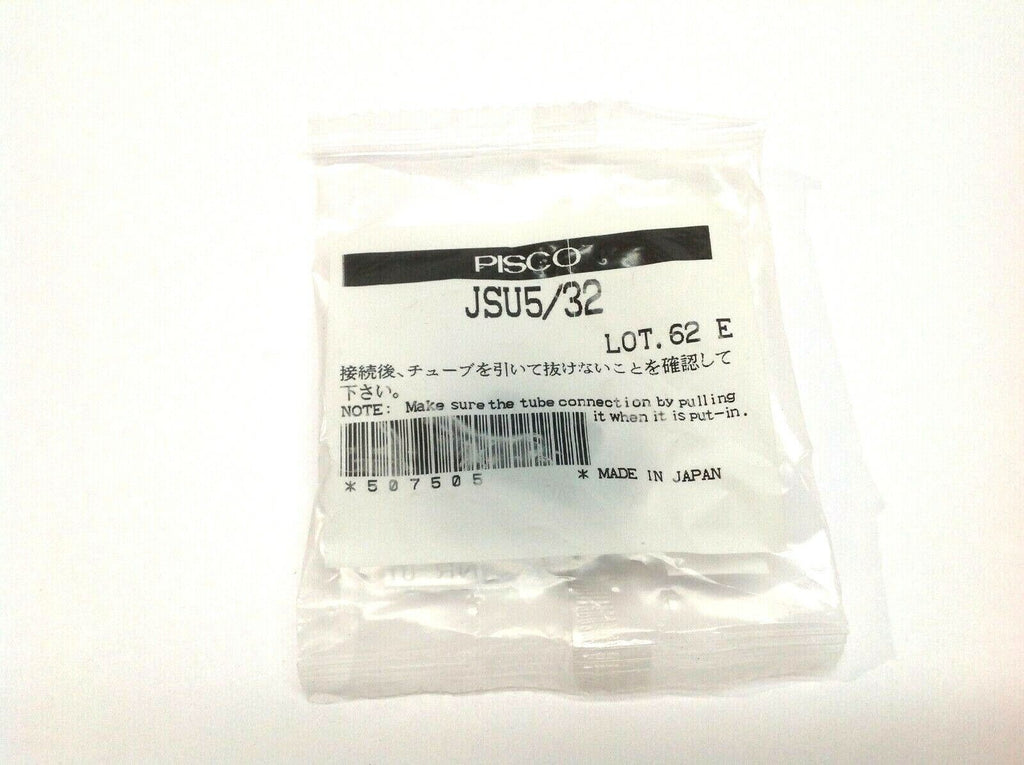 PISCO
JSU5/32
LOT. 62 E
接続後、チューブを引いて抜けないことを確認して
下さい。
NOTE: Make sure the tube connection by pulling
it when it is put-in.
*507505 * MADE IN JAPAN